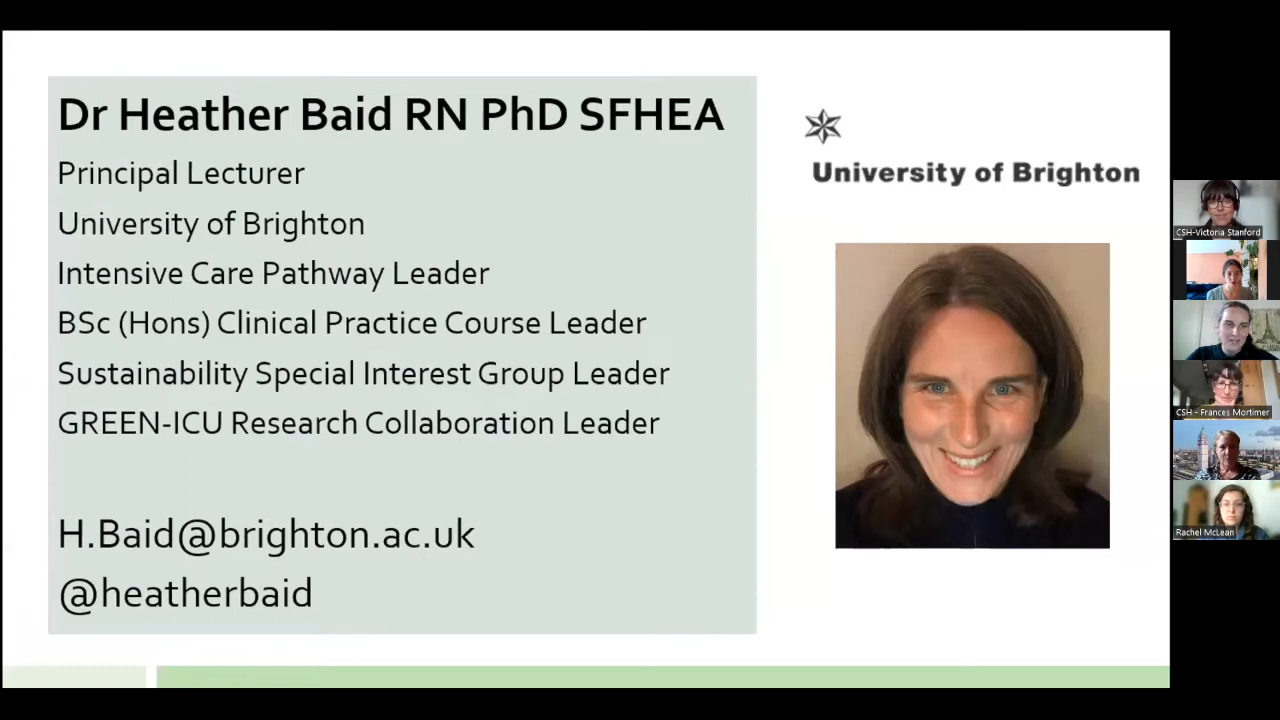 Dr Heather Baid RN PhD SFHEA
Principal Lecturer
University of Brighton
Intensive Care Pathway Leader
BSc (Hons) Clinical Practice Course Leader
Sustainability Special Interest Group Leader
GREEN-ICU Research Collaboration Leader
H.Baid@brighton.ac.uk
@heatherbaid
University of Brighton
CSH-Victoria Stanford
CSH - Frances Mortimer
Rachel McLean